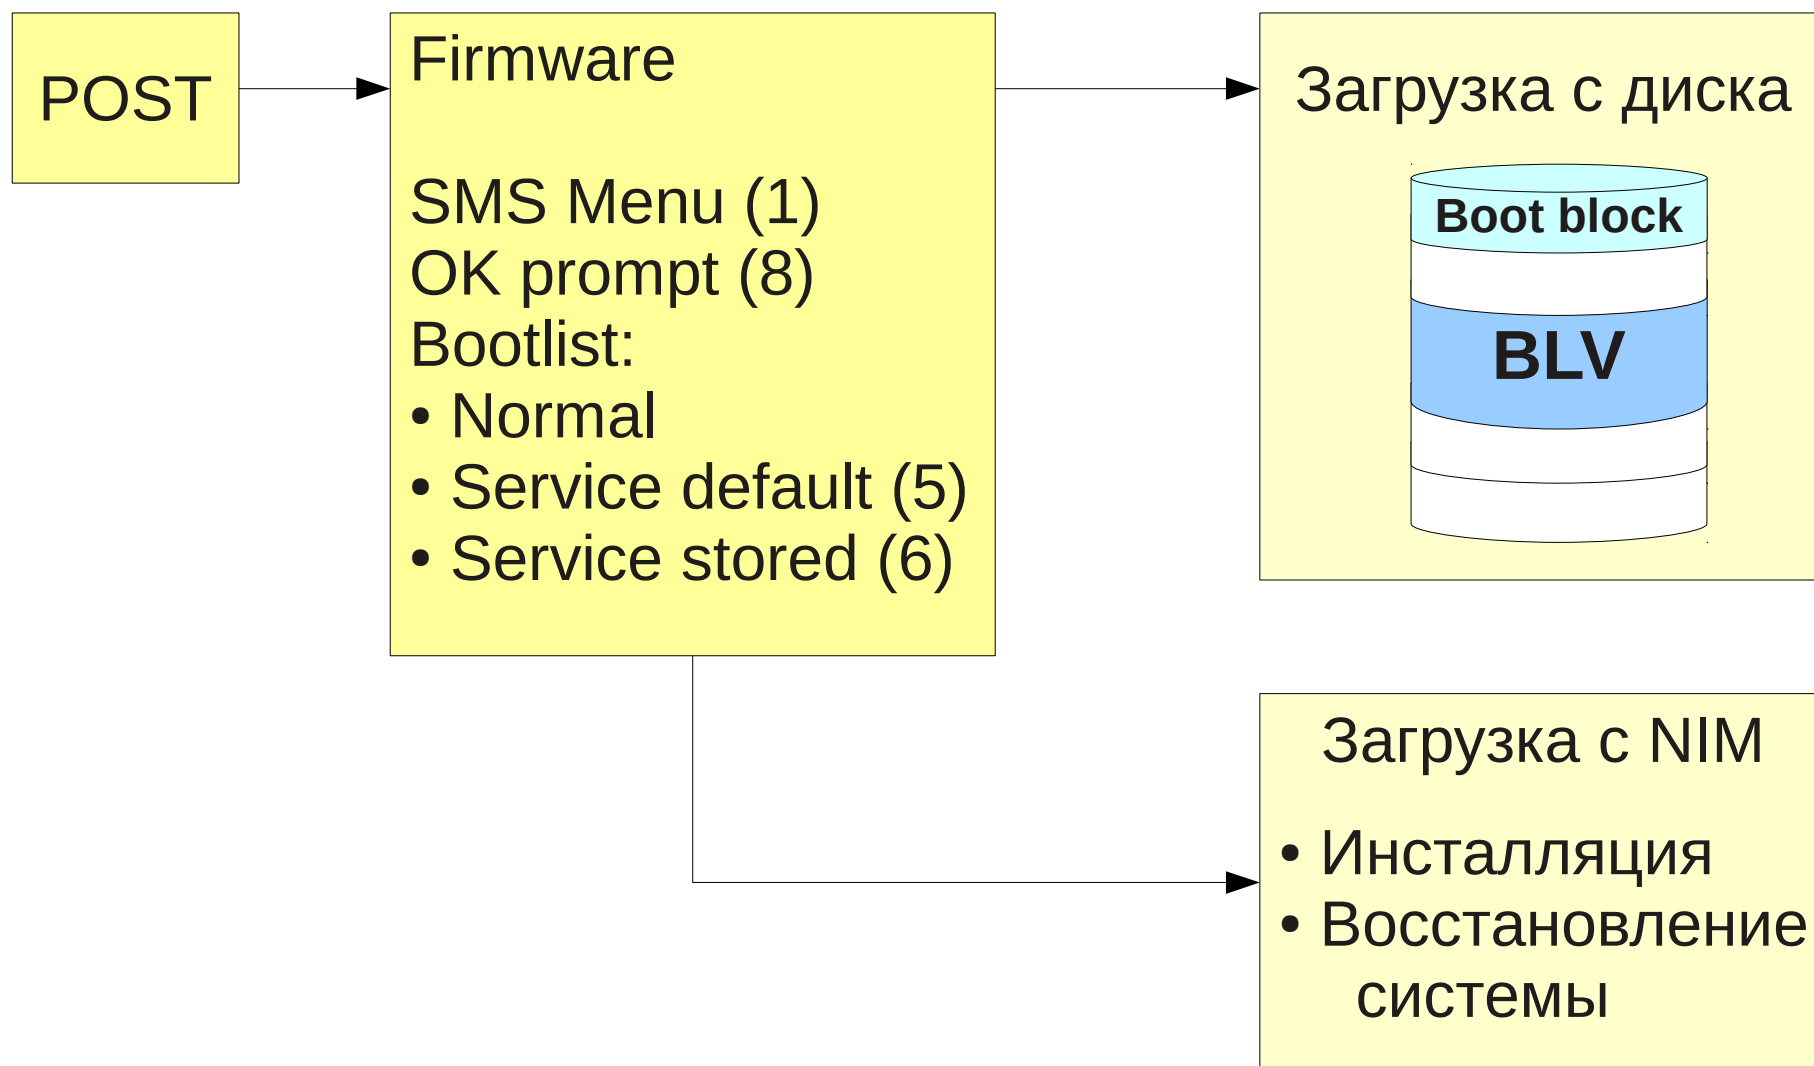 POST
Firmware
SMS Menu (1)
OK prompt (8)
Bootlist:
• Normal
• Service default (5)
• Service stored (6)
Загрузка с диска
Boot block
BLV
Загрузка с NIM
• Инсталляция
• Восстановление
системы